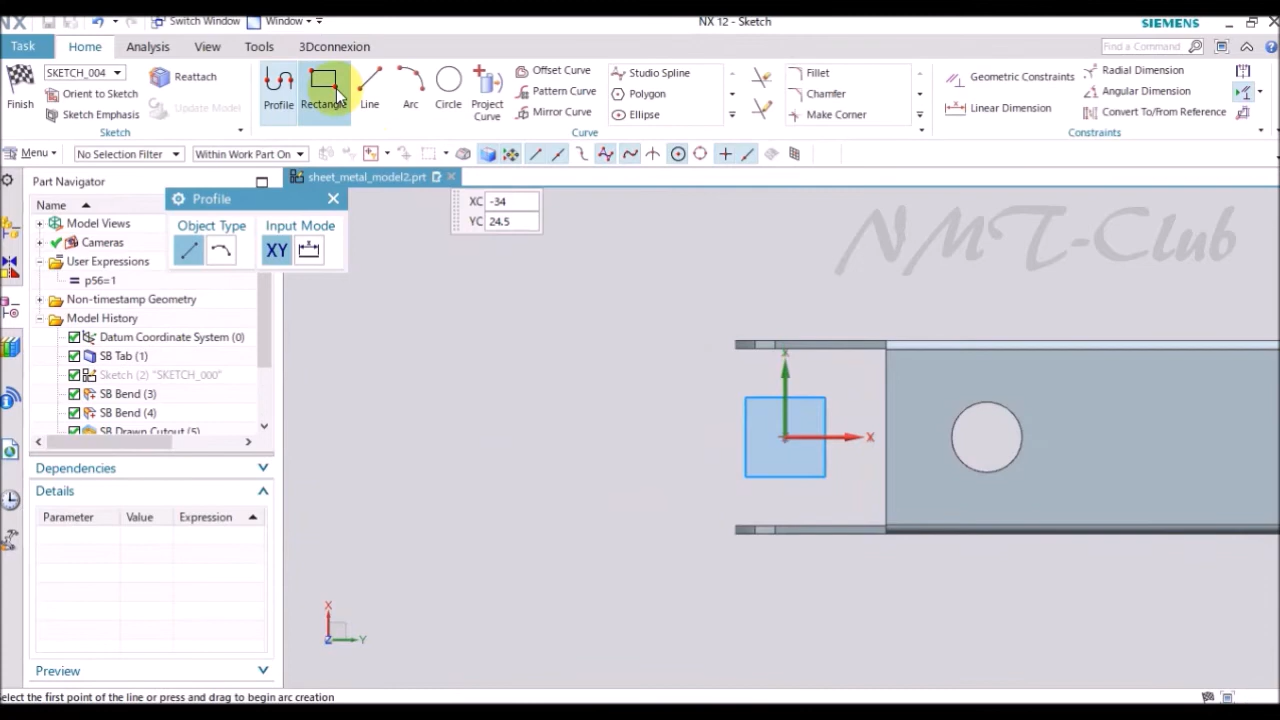 NX
Switch Window
Window
NX 12 - Sketch
SIEMENS
Task
Home
Analysis
View
Tools
3Dconnexion
Find a Command
Finish
SKETCH_004
Orient to Sketch
Sketch Emphasis
Reattach
Update Model
Sketch
Profile
Rectangle
Line
Arc
Circle
Project
Curve
Offset Curve
Pattern Curve
Mirror Curve
Studio Spline
Polygon
Ellipse
Fillet
Chamfer
Make Corner
Curve
Geometric Constraints
Linear Dimension
Radial Dimension
Angular Dimension
Convert To/From Reference
Constraints
Menu
No Selection Filter
Within Work Part On
Part Navigator
sheet_metal_model2.prt
Name
Model Views
Cameras
User Expressions
p56=1
Non-timestamp Geometry
Model History
Datum Coordinate System (0)
SB Tab (1)
Sketch (2) "SKETCH_000"
SB Bend (3)
SB Bend (4)
SB Drawn Cutout (5)
Profile
Object Type
Input Mode
XY
XC -34
YC 24.5
NMT-Club
X
X
Dependencies
Details
Parameter Value Expression
Preview
X
Z
Y
Select the first point of the line or press and drag to begin arc creation